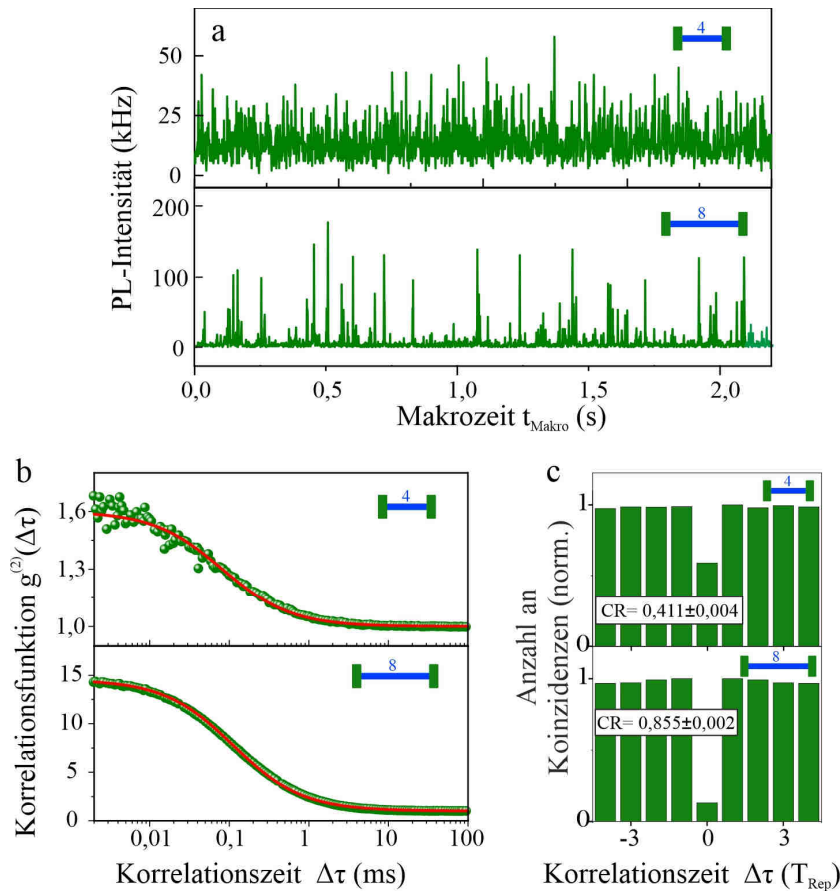 a
4
50
25
0
PL-Intensität (kHz)
8
200
100
0
0,0 0,5 1,0 1,5 2,0
Makrozeit t_Makro (s)
b
4
1,6
1,3
1,0
Korrelationsfunktion g^(2)(Δτ)
8
15
10
5
0
0,01 0,1 1 10 100
Korrelationszeit Δτ (ms)
c
4
1
CR= 0,411±0,004
0
Anzahl an
Koinzidenzen (norm.)
8
1
CR= 0,855±0,002
0
-3 0 3
Korrelationszeit Δτ (T_Rep)